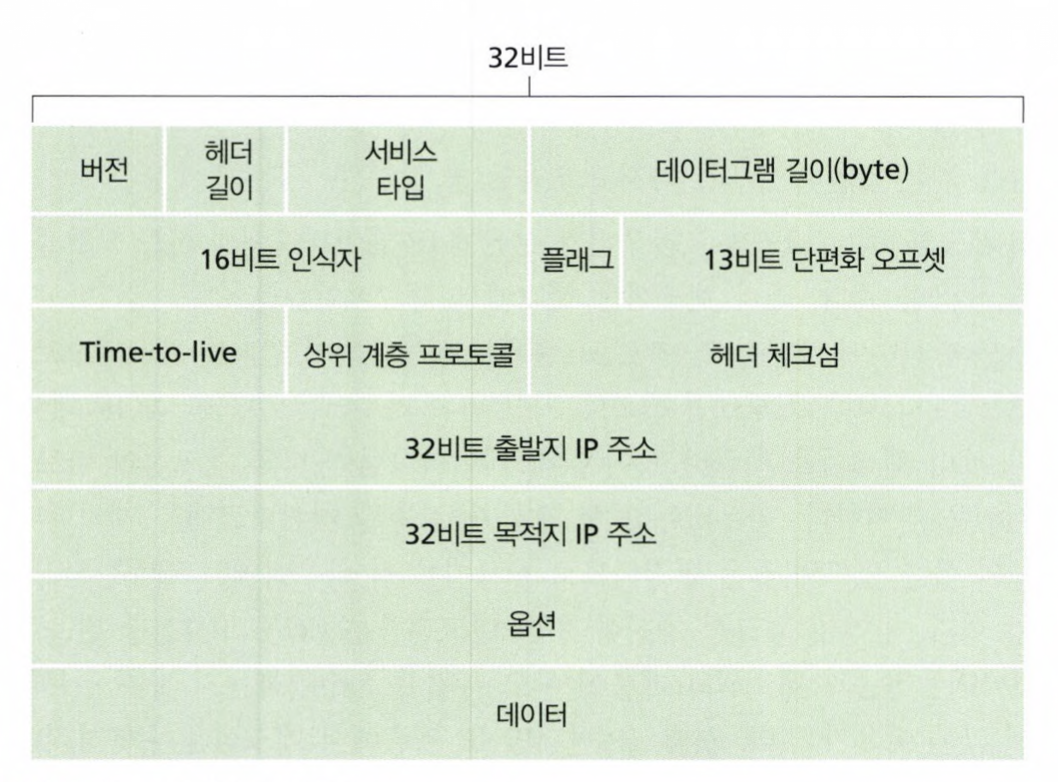 32비트
버전
헤더
길이
서비스
타입
데이터그램 길이(byte)
16비트 인식자
플래그
13비트 단편화 오프셋
Time-to-live
상위 계층 프로토콜
헤더 체크섬
32비트 출발지 IP 주소
32비트 목적지 IP 주소
옵션
데이터